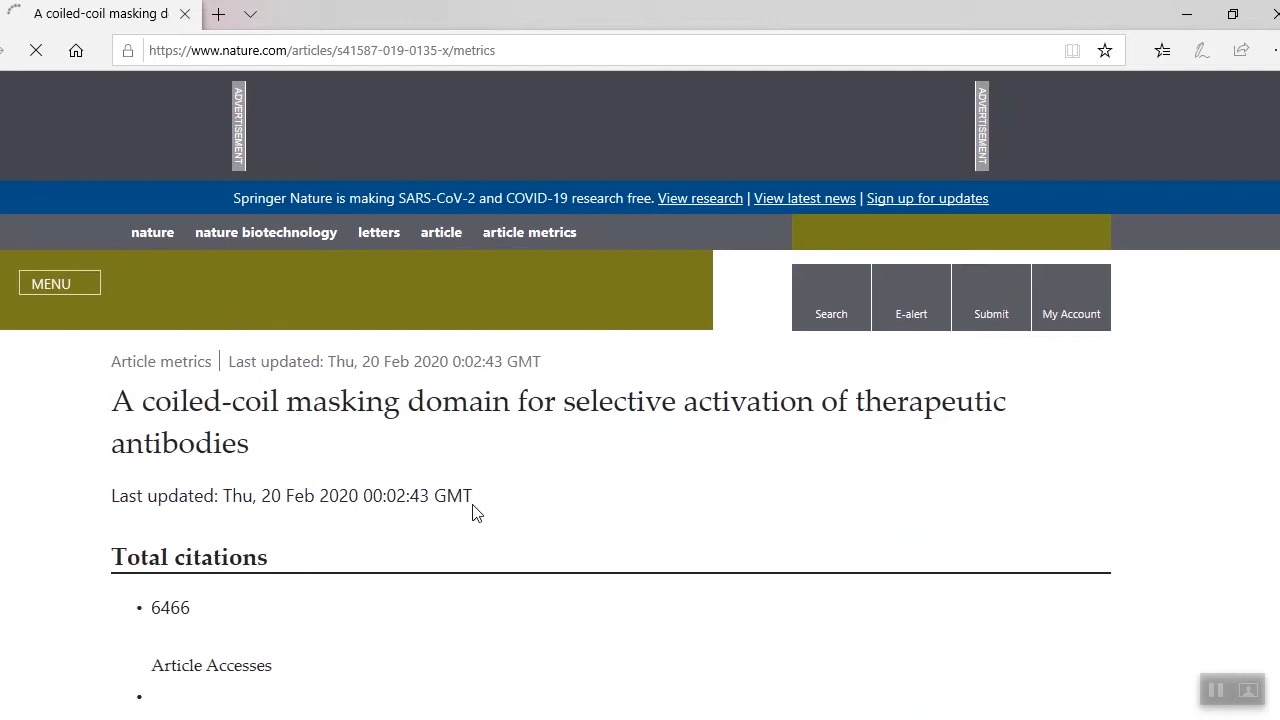 A coiled-coil masking d
https://www.nature.com/articles/s41587-019-0135-x/metrics
ADVERTISEMENT
ADVERTISEMENT
Springer Nature is making SARS-CoV-2 and COVID-19 research free. View research | View latest news | Sign up for updates
nature nature biotechnology letters article article metrics
MENU
Search E-alert Submit My Account
Article metrics | Last updated: Thu, 20 Feb 2020 0:02:43 GMT
A coiled-coil masking domain for selective activation of therapeutic
antibodies
Last updated: Thu, 20 Feb 2020 00:02:43 GMT
Total citations
• 6466
Article Accesses
•